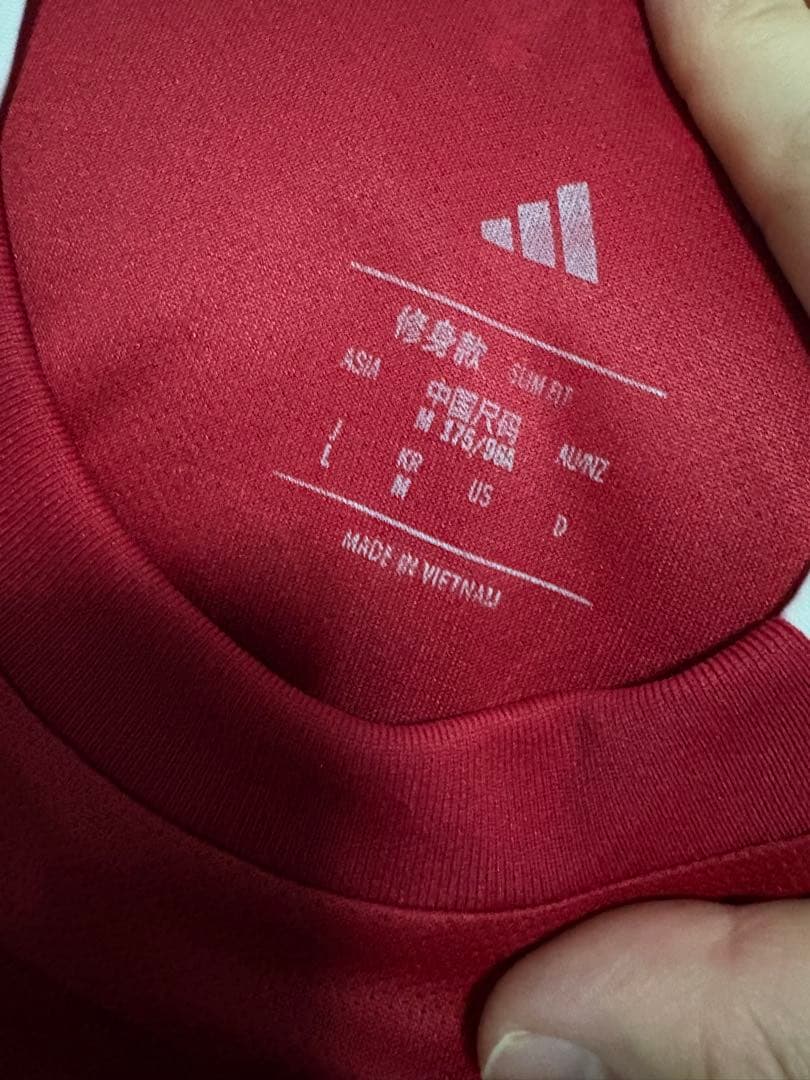 修身款 SLIM FIT
ASIA 中国尺码 AU/NZ
M 175/96A
J KR US D
L M
MADE IN VIETNAM